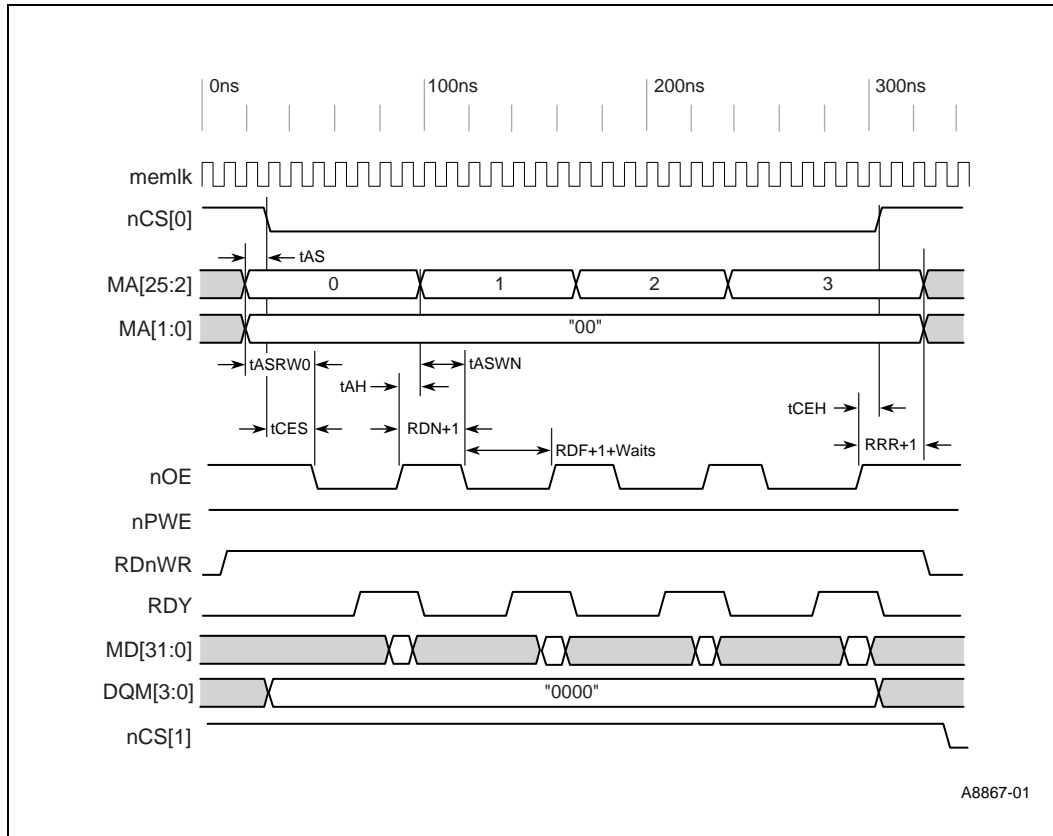 0ns 100ns 200ns 300ns
memlk
nCS[0]
tAS
MA[25:2] 0 1 2 3
MA[1:0] "00"
tASRW0 tASWN
tAH
tCEH
tCES RDN+1
RRR+1
RDF+1+Waits
nOE
nPWE
RDnWR
RDY
MD[31:0]
DQM[3:0] "0000"
nCS[1]
A8867-01